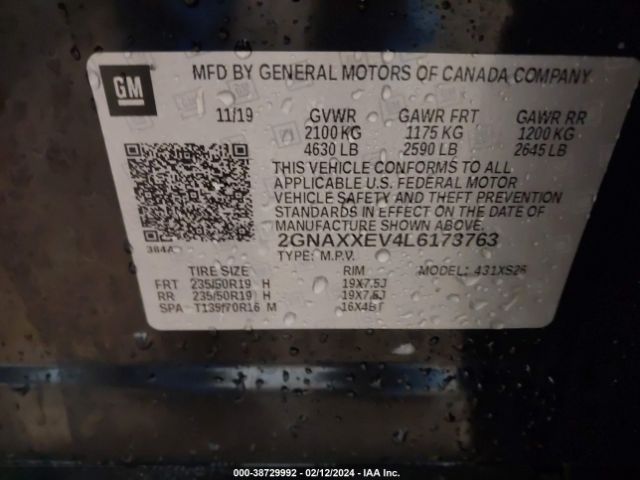 GM
MFD BY GENERAL MOTORS OF CANADA COMPANY
11/19 GVWR GAWR FRT GAWR RR
2100 KG 1175 KG 1200 KG
4630 LB 2590 LB 2645 LB
THIS VEHICLE CONFORMS TO ALL
APPLICABLE U.S. FEDERAL MOTOR
VEHICLE SAFETY AND THEFT PREVENTION
STANDARDS IN EFFECT ON THE DATE OF
MANUFACTURE SHOWN ABOVE.
384A
2GNAXXEV4L6173763
TYPE: M.P.V. MODEL: 431XS26
TIRE SIZE RIM
FRT 235/50R19 H 19X7.5J
RR 235/50R19 H 19X7.5J
SPA T135/70R16 M 16X4BT
000-38729992 - 02/12/2024 - IAA Inc.